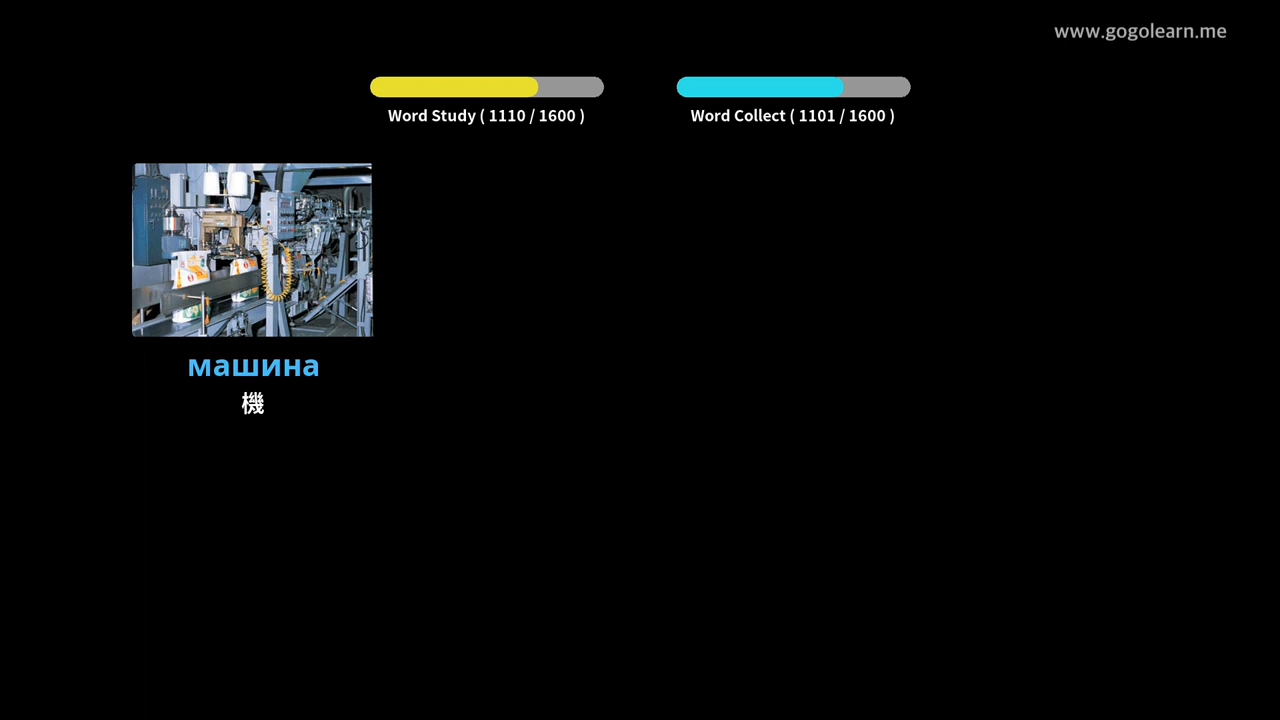 www.gogolearn.me
Word Study ( 1110 / 1600 )
Word Collect ( 1101 / 1600 )
машина
機